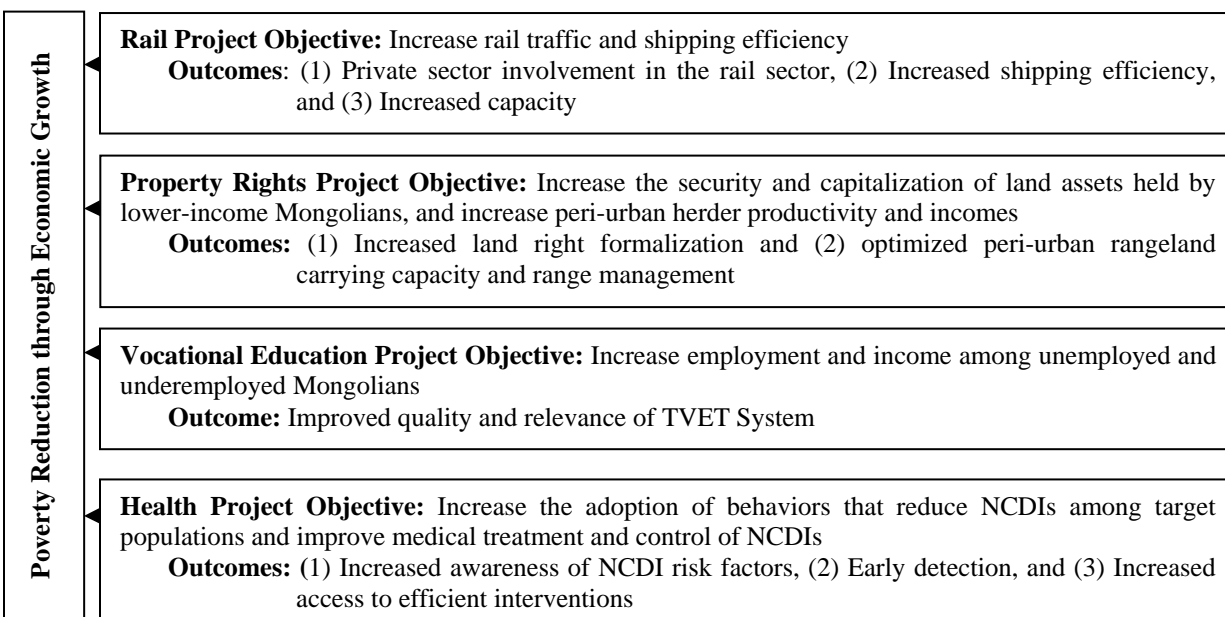 Poverty Reduction through Economic Growth
Rail Project Objective: Increase rail traffic and shipping efficiency
Outcomes: (1) Private sector involvement in the rail sector, (2) Increased shipping efficiency,
and (3) Increased capacity
Property Rights Project Objective: Increase the security and capitalization of land assets held by
lower-income Mongolians, and increase peri-urban herder productivity and incomes
Outcomes: (1) Increased land right formalization and (2) optimized peri-urban rangeland
carrying capacity and range management
Vocational Education Project Objective: Increase employment and income among unemployed and
underemployed Mongolians
Outcome: Improved quality and relevance of TVET System
Health Project Objective: Increase the adoption of behaviors that reduce NCDIs among target
populations and improve medical treatment and control of NCDIs
Outcomes: (1) Increased awareness of NCDI risk factors, (2) Early detection, and (3) Increased
access to efficient interventions